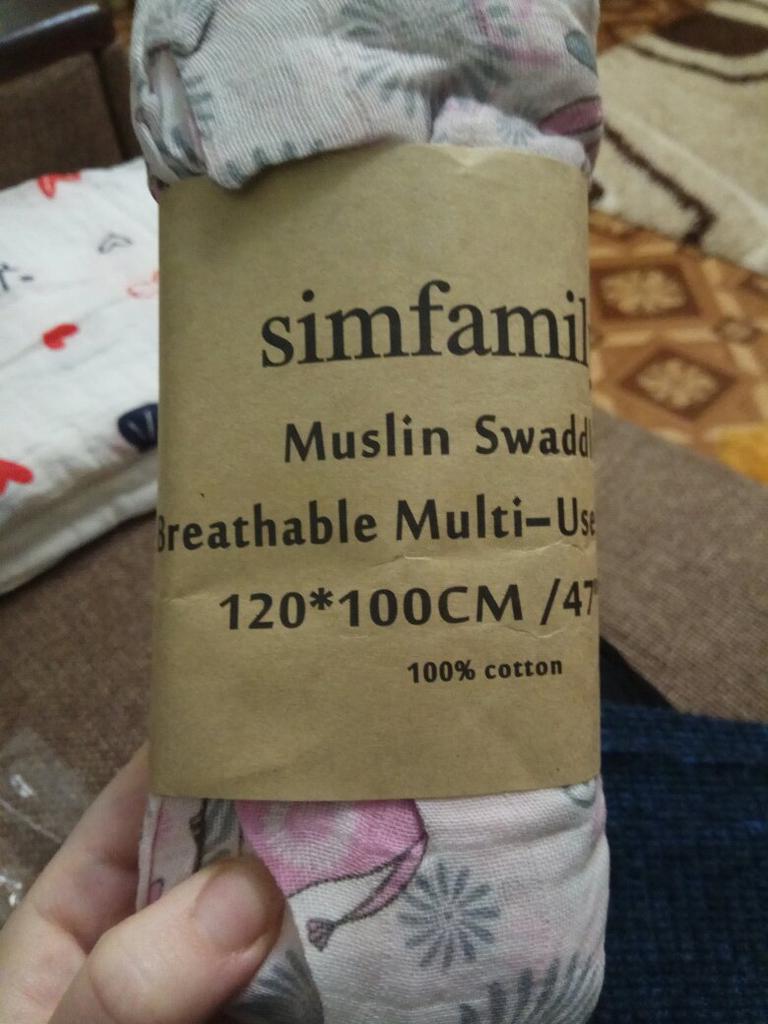 simfamil
Muslin Swaddl
Breathable Multi-Use
120*100CM /47"
100% cotton